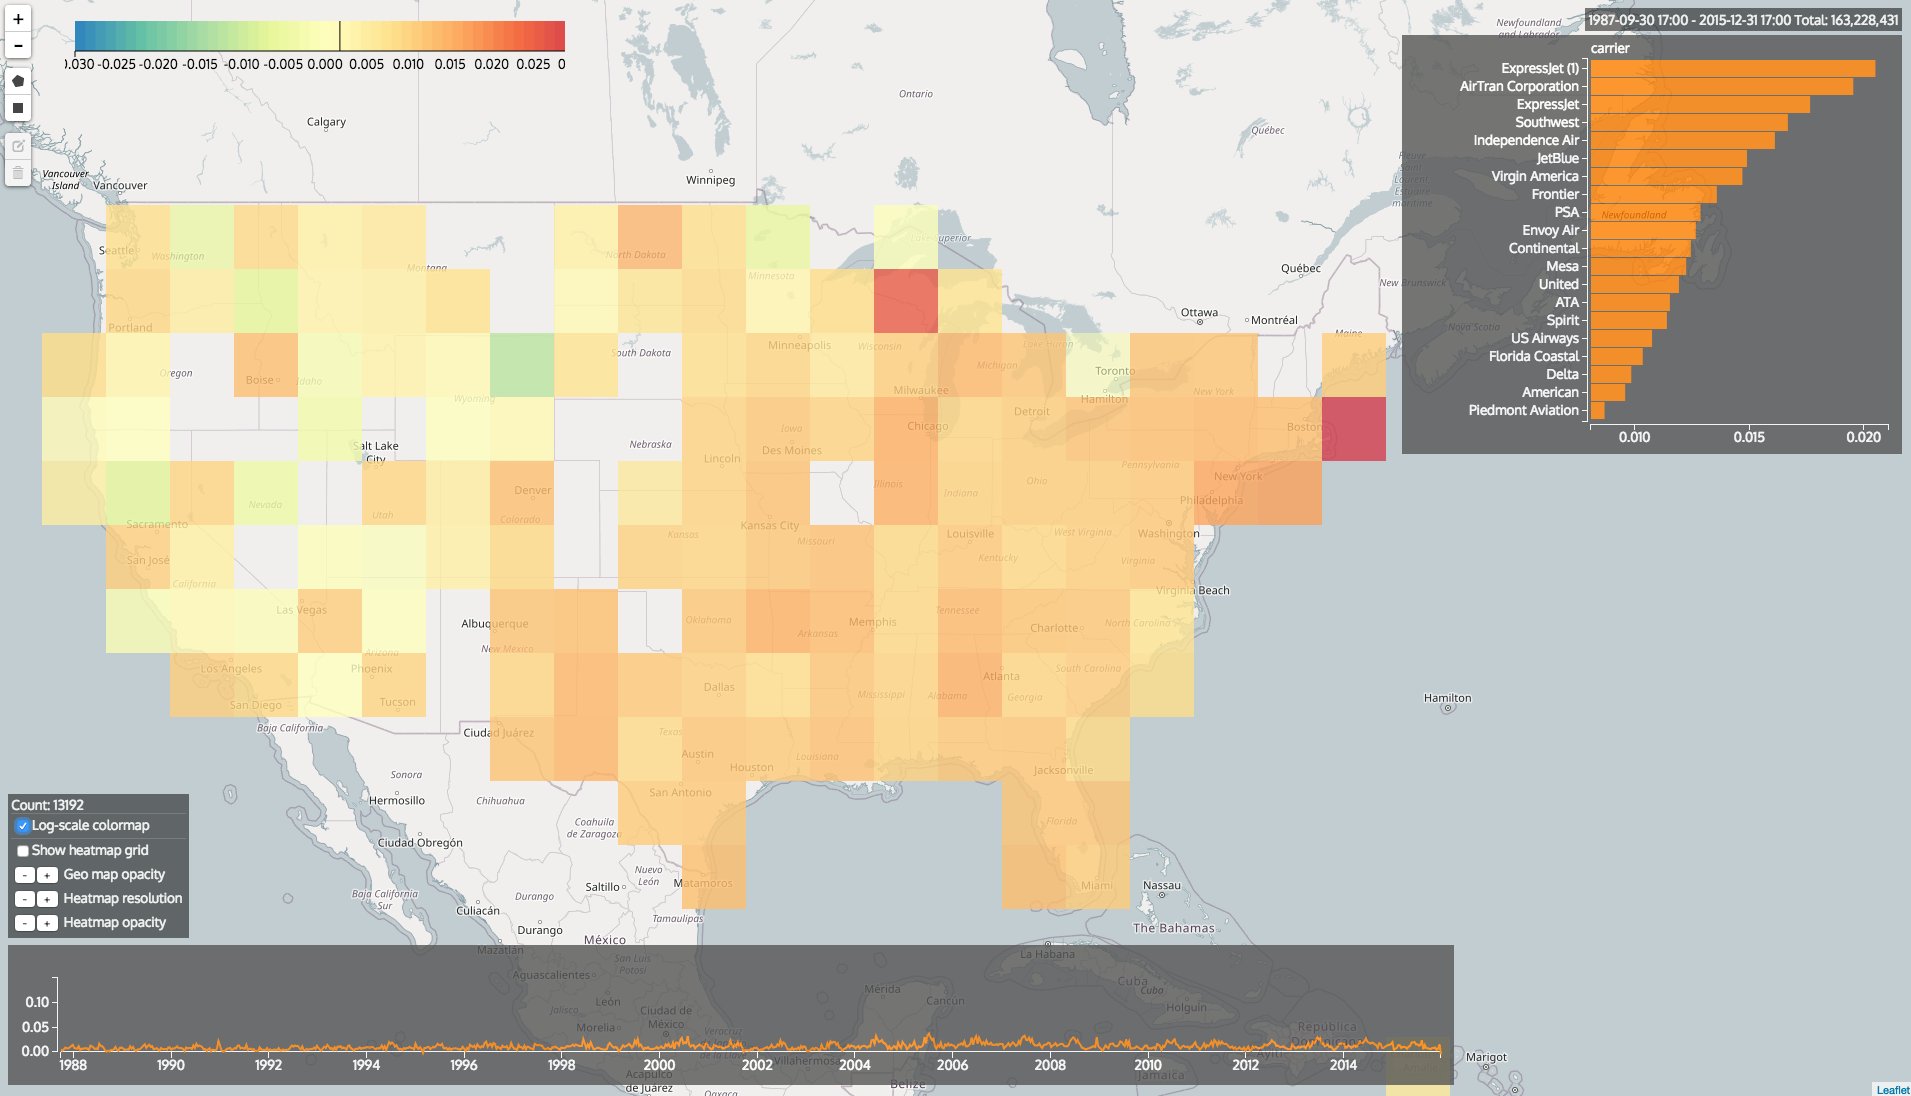 +
-
).030 -0.025 -0.020 -0.015 -0.010 -0.005 0.000 0.005 0.010 0.015 0.020 0.025 0
1987-09-30 17:00 - 2015-12-31 17:00 Total: 163,228,431
carrier
ExpressJet (1)
AirTran Corporation
ExpressJet
Southwest
Independence Air
JetBlue
Virgin America
Frontier
PSA
Envoy Air
Continental
Mesa
United
ATA
Spirit
US Airways
Florida Coastal
Delta
American
Piedmont Aviation
0.010 0.015 0.020
Newfoundland
and Labrador
Newfoundland
New Brunswick
Nova Scotia
Ontario
Calgary
Québec
Vancouver
Island
Vancouver
Winnipeg
Seattle
Washington
Montana
North Dakota
Minnesota
Lake Superior
Québec
Ottawa
Montréal
Maine
Portland
Oregon
Boise
Idaho
Wyoming
South Dakota
Minneapolis
Wisconsin
Michigan
Lake Huron
Toronto
Hamilton
New York
Milwaukee
Chicago
Detroit
Boston
Salt Lake
City
Nebraska
Iowa
Des Moines
Lincoln
Pennsylvania
New York
Philadelphia
Sacramento
Nevada
Utah
Denver
Colorado
Kansas
Kansas City
Missouri
Illinois
Indiana
Ohio
Louisville
Kentucky
West Virginia
Washington
Virginia
Virginia Beach
San José
California
Las Vegas
Albuquerque
New Mexico
Oklahoma
Arkansas
Memphis
Tennessee
Charlotte
North Carolina
Los Angeles
San Diego
Arizona
Phoenix
Tucson
Dallas
Mississippi
Alabama
Atlanta
Georgia
South Carolina
Hamilton
Baja California
Ciudad Juárez
Texas
Austin
Houston
Louisiana
Jacksonville
San Antonio
Sonora
Hermosillo
Chihuahua
Coahuila
de Zaragoza
Florida
Ciudad Obregón
Nuevo
León
Saltillo
Matamoros
Miami
Nassau
Baja California
Sur
Durango
Culiacán
Tamaulipas
Durango
México
The Bahamas
Count: 13192
Log-scale colormap
Show heatmap grid
- + Geo map opacity
- + Heatmap resolution
- + Heatmap opacity
Mazatlán
San Luis
Potosí
La Habana
Aguascalientes
Mérida
Cancún
Cuba
Cuba
Holguín
León
Jalisco
Ciudad de
México
Morelia
Veracruz
República
Dominicana
Villahermosa
Haiti
Jamaica
Marigot
Belize
Acapulco
de Juárez
Oaxaca
0.10
0.05
0.00
1988 1990 1992 1994 1996 1998 2000 2002 2004 2006 2008 2010 2012 2014
Leaflet